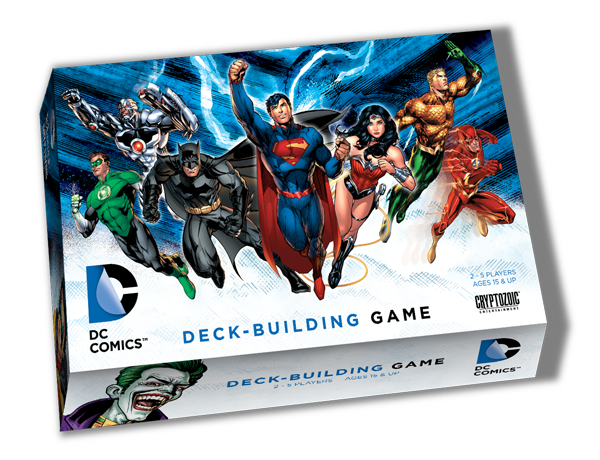 2 - 5 PLAYERS
AGES 15 & UP
CRYPTOZOIC
ENTERTAINMENT
DC
COMICS™
DECK-BUILDING GAME
DECK-BUILDING GAME
2 - 5 PLAYERS AGES 15 & UP
DC
COMICS™